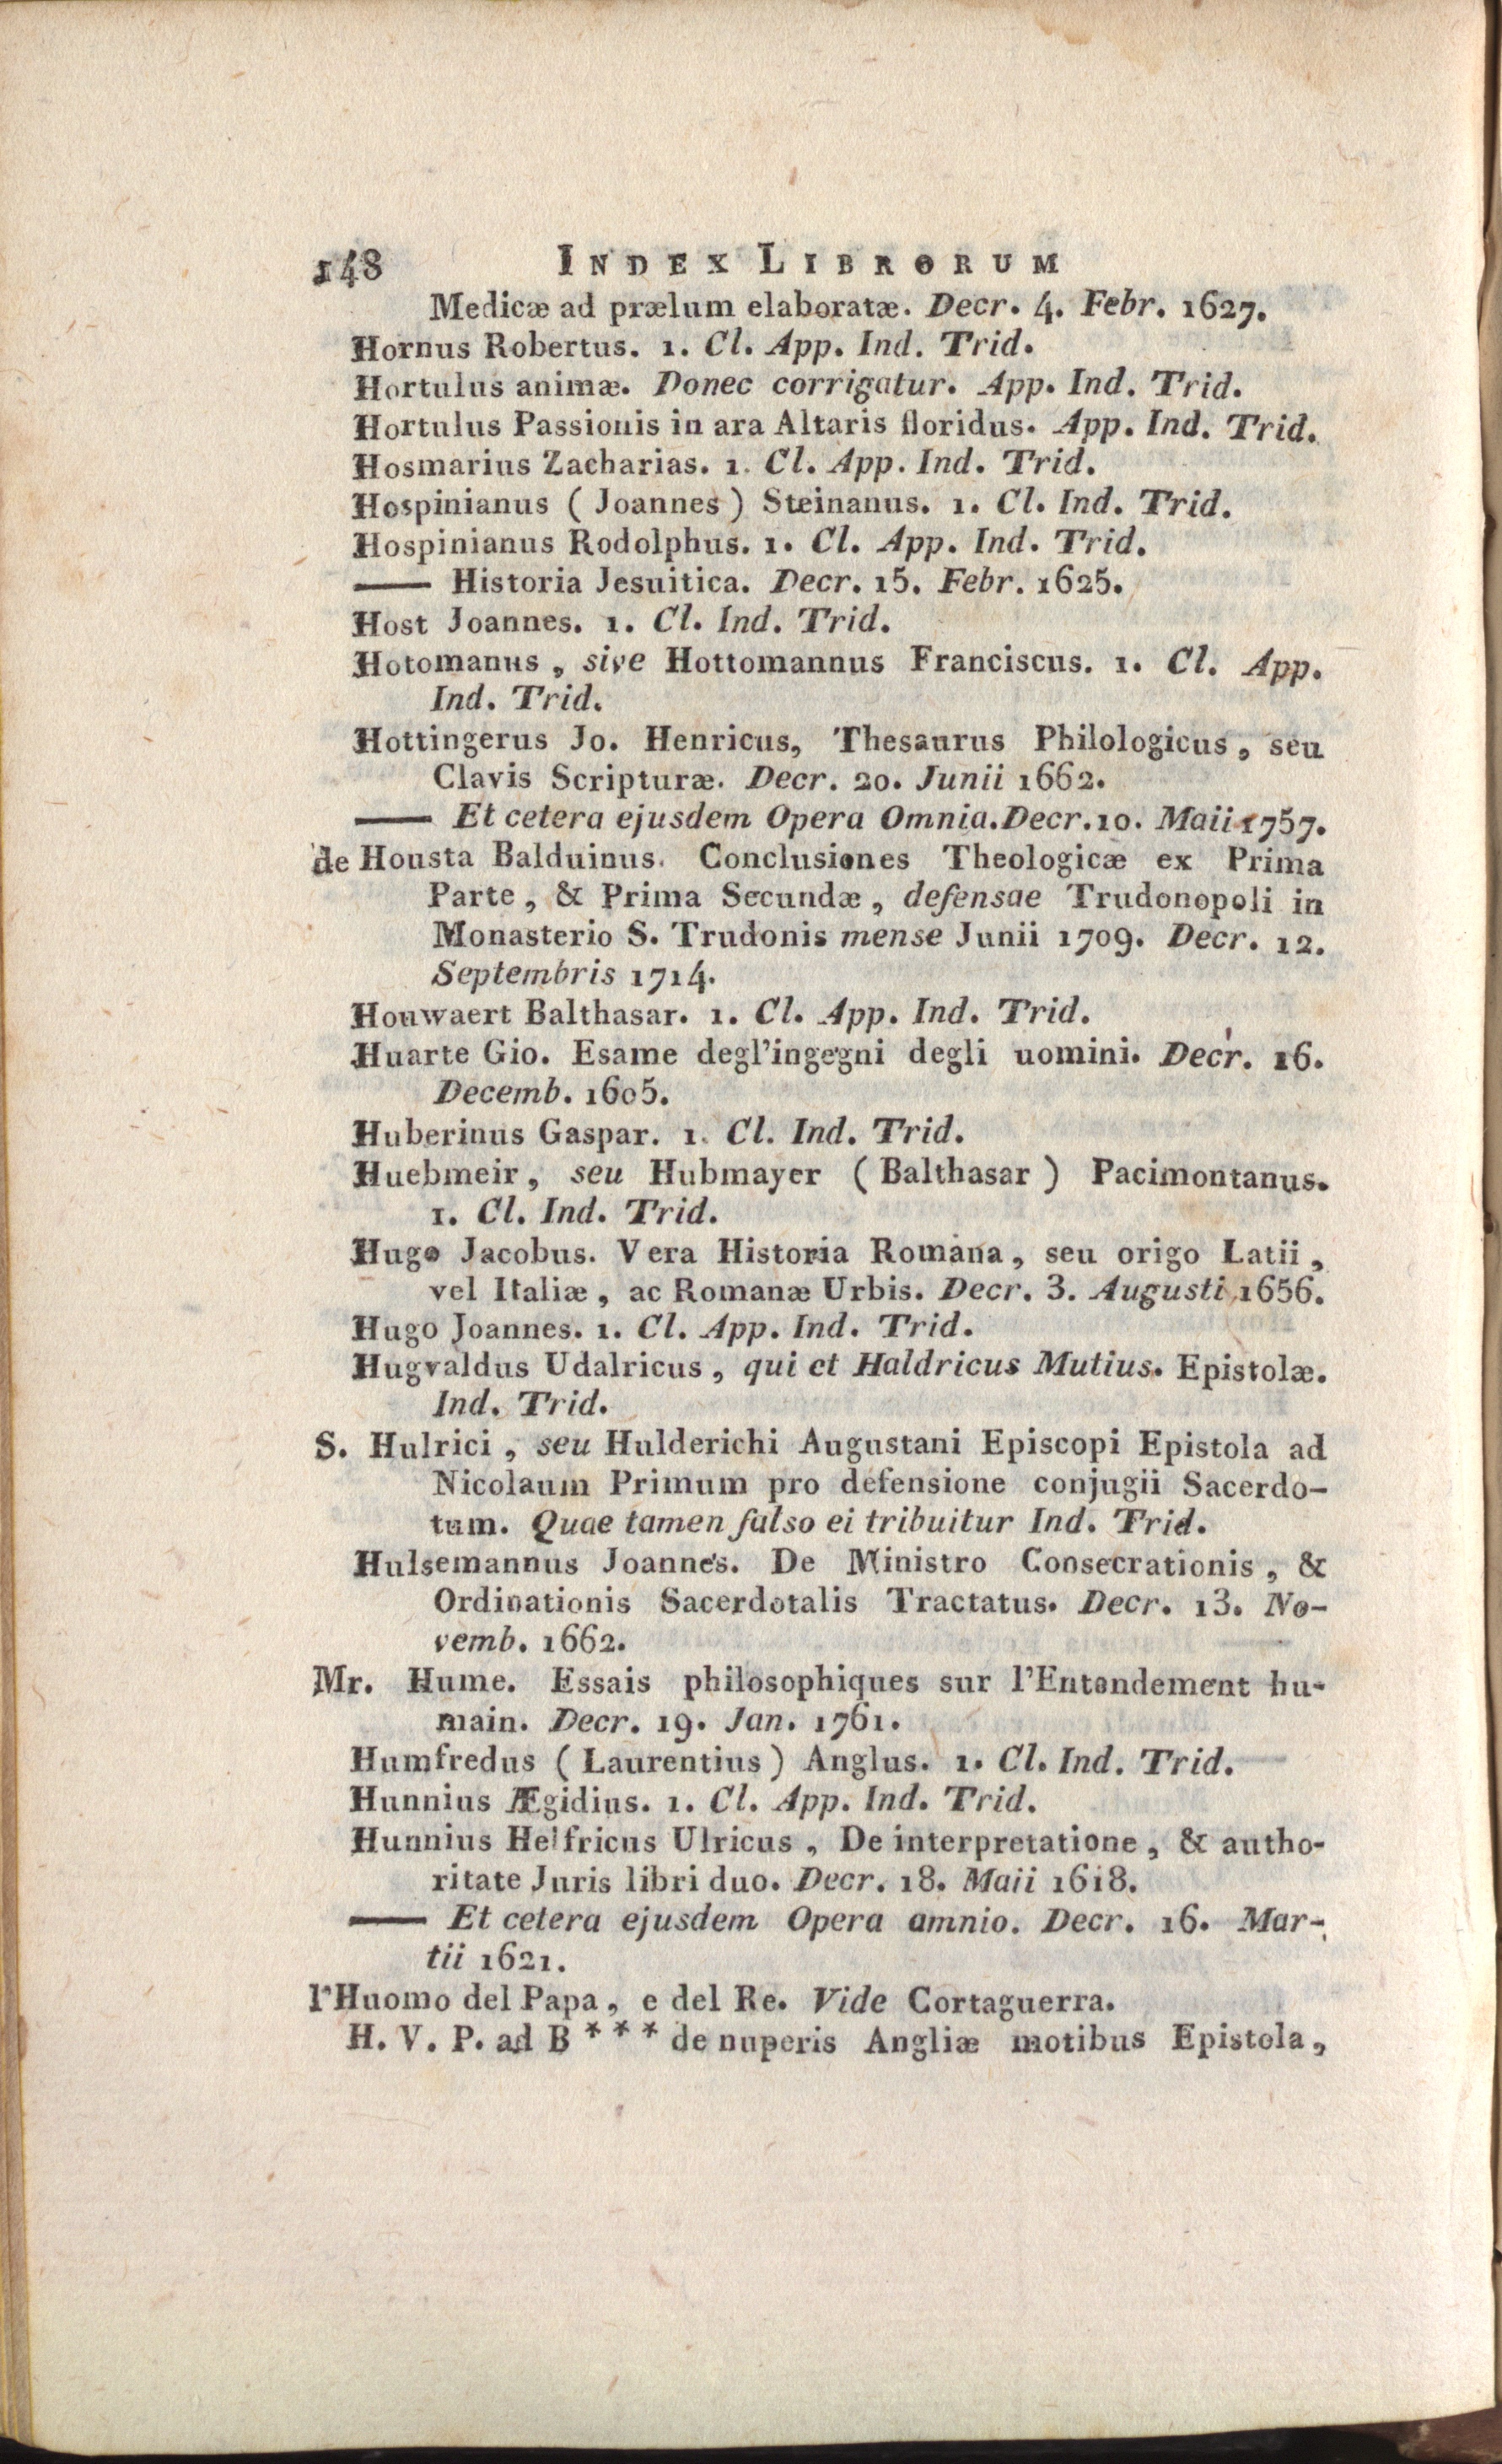 148 INDEX LIBRORUM
Medicæ ad prælum elaboratæ. Decr. 4. Febr. 1627.
Hornus Robertus. 1. Cl. App. Ind. Trid.
Hortulus animæ. Donec corrigatur. App. Ind. Trid.
Hortulus Passionis in ara Altaris floridus. App. Ind. Trid.
Hosmarius Zacharias. 1. Cl. App. Ind. Trid.
Hospinianus ( Joannes ) Steinanus. 1. Cl. Ind. Trid.
Hospinianus Rodolphus. 1. Cl. App. Ind. Trid.
—— Historia Jesuitica. Decr. 15. Febr. 1625.
Host Joannes. 1. Cl. Ind. Trid.
Hotomanus , sive Hottomannus Franciscus. 1. Cl. App.
Ind. Trid.
Hottingerus Jo. Henricus, Thesaurus Philologicus , seu
Clavis Scripturæ. Decr. 20. Junii 1662.
—— Et cetera ejusdem Opera Omnia. Decr. 10. Maii 1757.
de Housta Balduinus. Conclusiones Theologicæ ex Prima
Parte , & Prima Secundæ , defensae Trudonopoli in
Monasterio S. Trudonis mense Junii 1709. Decr. 12.
Septembris 1714.
Houwaert Balthasar. 1. Cl. App. Ind. Trid.
Huarte Gio. Esame degl'ingegni degli uomini. Decr. 16.
Decemb. 1605.
Huberinus Gaspar. 1. Cl. Ind. Trid.
Huebmeir , seu Hubmayer ( Balthasar ) Pacimontanus.
1. Cl. Ind. Trid.
Hugo Jacobus. Vera Historia Romana , seu origo Latii ,
vel Italiæ , ac Romanæ Urbis. Decr. 3. Augusti 1656.
Hugo Joannes. 1. Cl. App. Ind. Trid.
Hugvaldus Udalricus , qui et Haldricus Mutius. Epistolæ.
Ind. Trid.
S. Hulrici , seu Hulderichi Augustani Episcopi Epistola ad
Nicolaum Primum pro defensione conjugii Sacerdo-
tum. Quae tamen falso ei tribuitur Ind. Trid.
Hulsemannus Joannes. De Ministro Consecrationis , &
Ordinationis Sacerdotalis Tractatus. Decr. 13. No-
vemb. 1662.
Mr. Hume. Essais philosophiques sur l'Entendement hu-
main. Decr. 19. Jan. 1761.
Humfredus ( Laurentius ) Anglus. 1. Cl. Ind. Trid.
Hunnius Ægidius. 1. Cl. App. Ind. Trid.
Hunnius Helfricus Ulricus , De interpretatione , & autho-
ritate Juris libri duo. Decr. 18. Maii 1618.
—— Et cetera ejusdem Opera amnio. Decr. 16. Mar-
tii 1621.
l'Huomo del Papa , e del Re. Vide Cortaguerra.
H. V. P. ad B * * * de nuperis Angliæ motibus Epistola ,